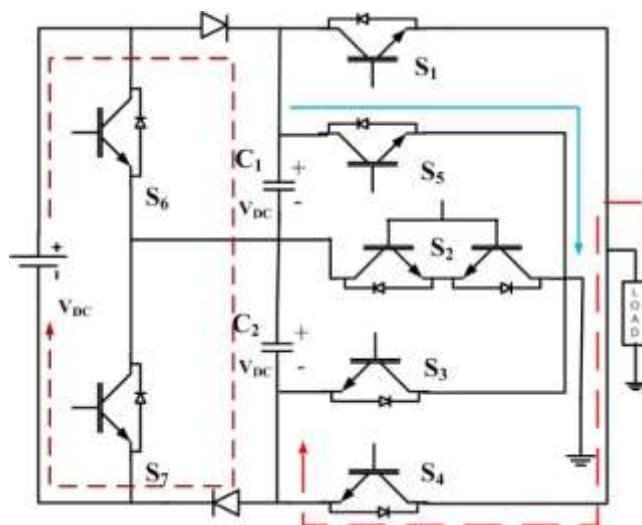 S1
S5
C1
+
VDC
-
S6
S2
+
-
VDC
C2
+
VDC
-
S3
LOAD
S7
S4